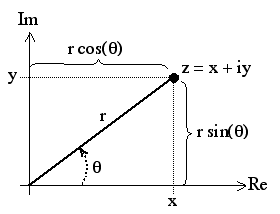 Im
r cos(θ)
z = x + iy
y
r
r sin(θ)
θ
Re
x